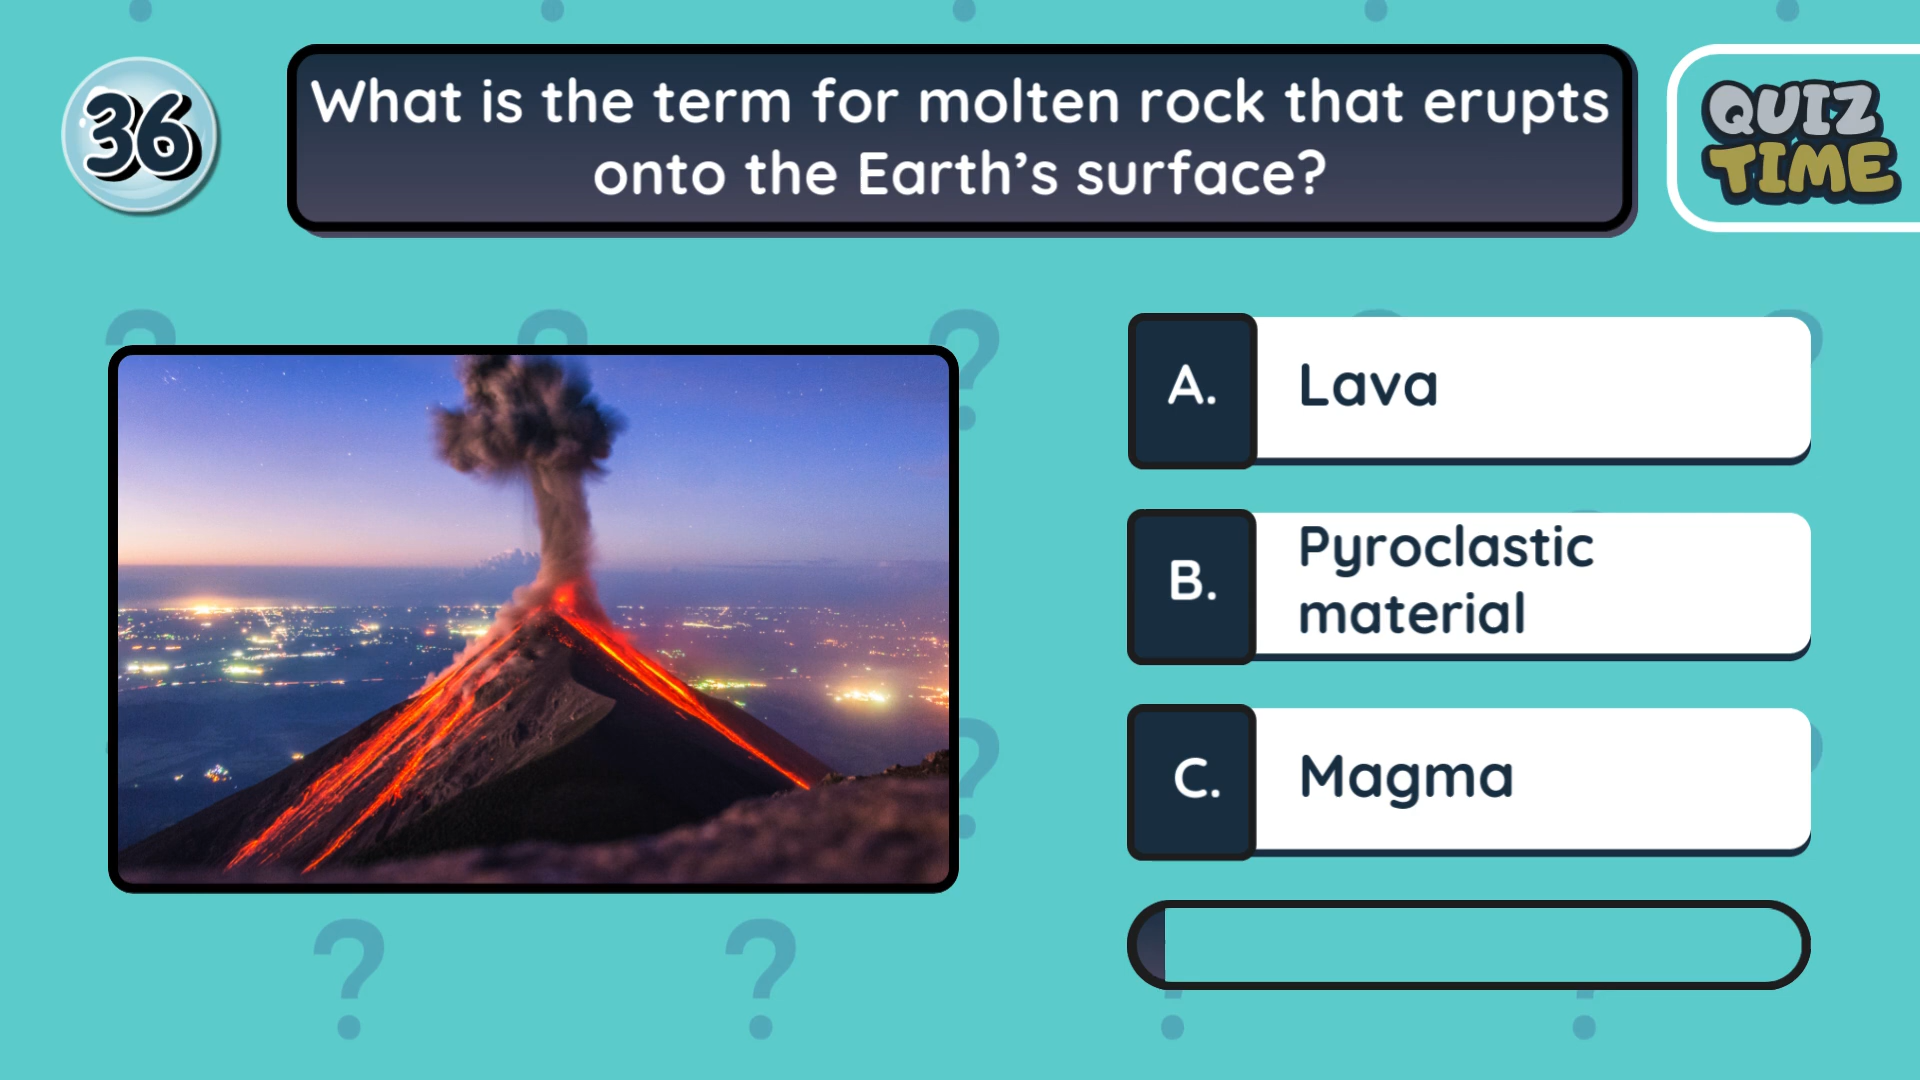 36
What is the term for molten rock that erupts
onto the Earth’s surface?
QUIZ
TIME
A.
Lava
B.
Pyroclastic
material
C.
Magma